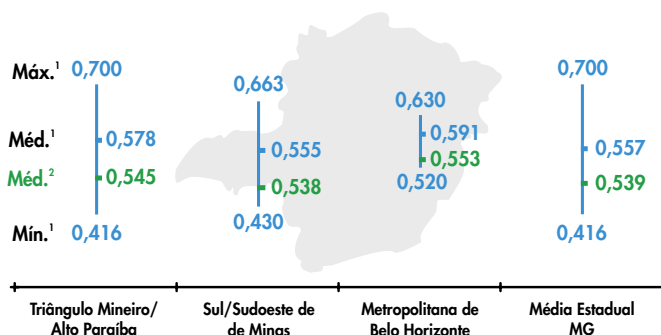 Máx.¹ 0,700 0,663 0,630 0,700
Méd.¹ 0,578 0,555 0,591 0,557
Méd.² 0,545 0,538 0,553 0,539
Mín.¹ 0,416 0,430 0,520 0,416
Triângulo Mineiro/
Alto Paraíba
Sul/Sudoeste de
de Minas
Metropolitana de
Belo Horizonte
Média Estadual
MG